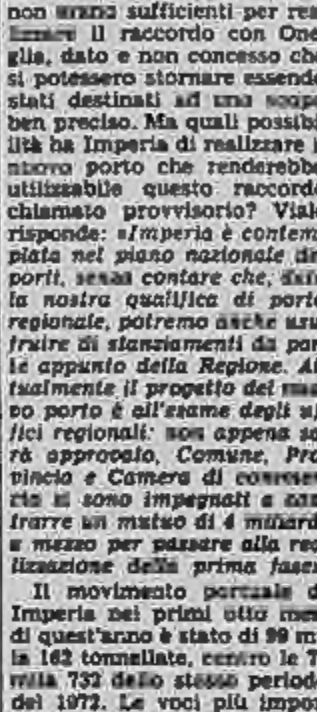 non erano sufficienti per rea
lizzare il raccordo con One
glia, dato e non concesso che
si potessero stornare essendo
stati destinati ad uno scopo
ben preciso. Ma quali possibi
lità ha Imperia di realizzare i
nuovo porto che renderebbe
utilizzabile questo raccordo
chiamato provvisorio? Viale
risponde: «Imperia è contem
plata nel piano nazionale dei
porti, senza contare che, data
la nostra qualifica di porto
regionale, potremo anche usu
fruire di stanziamenti da par
te appunto della Regione. At
tualmente il progetto del nuo
vo porto è all'esame degli uf
fici regionali: non appena sa
rà approvato, Comune, Pro
vincia e Camera di commer
cio si sono impegnati a con
trarre un mutuo di 4 miliardi
e mezzo per passare alla rea
lizzazione della prima fase»
Il movimento portuale d
Imperia nei primi otto mesi
di quest'anno è stato di 99 mi
la 162 tonnellate, contro le 7
mila 732 dello stesso periodo
del 1972. Le voci più impor